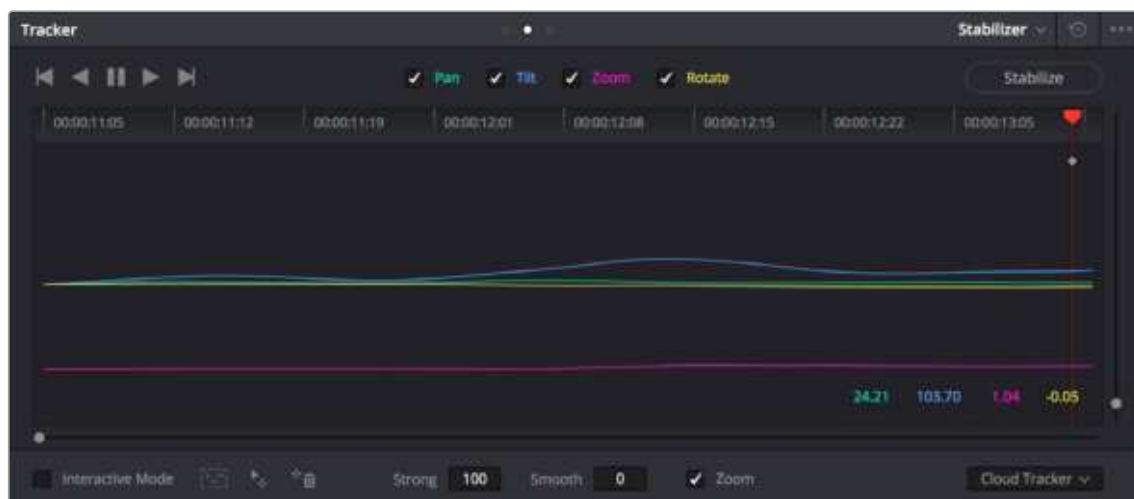 Tracker
Stabilizer
Pan Tilt Zoom Rotate
Stabilize
00:00:11:05 00:00:11:12 00:00:11:19 00:00:12:01 00:00:12:08 00:00:12:15 00:00:12:22 00:00:13:05
24.21 103.70 1.04 -0.05
Interactive Mode Strong 100 Smooth 0 Zoom Cloud Tracker